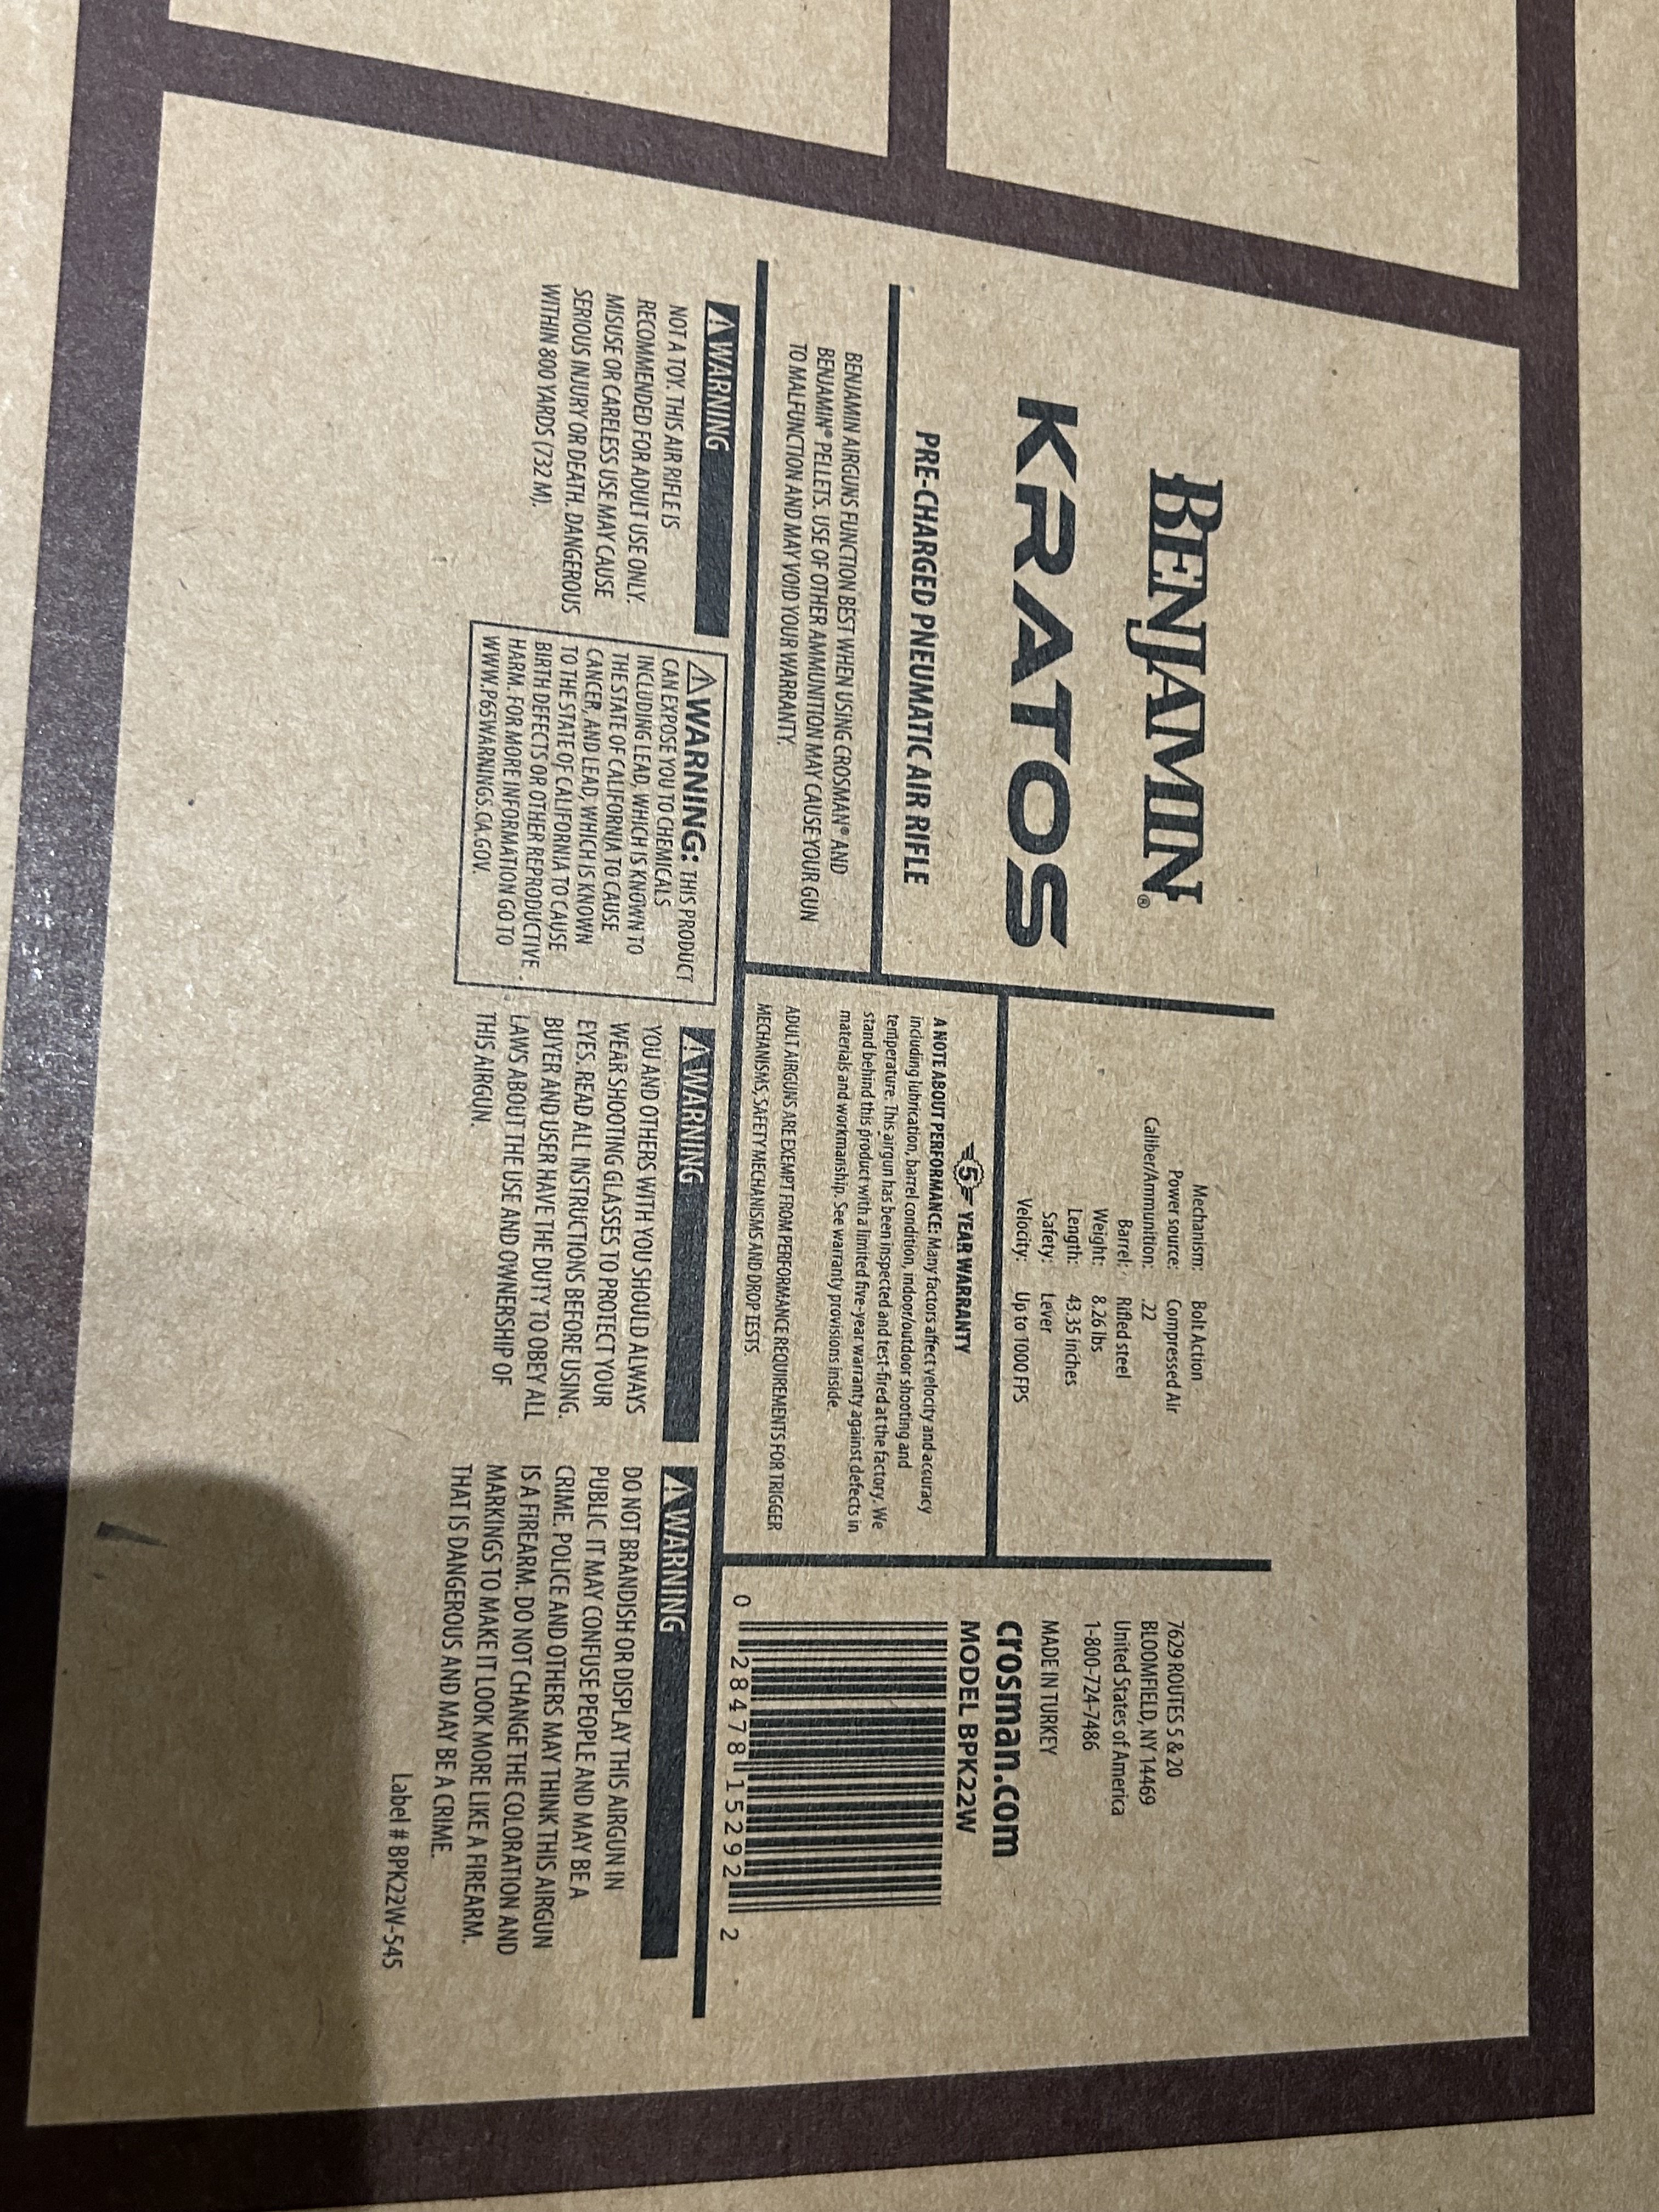 BENJAMIN®
KRATOS
PRE-CHARGED PNEUMATIC AIR RIFLE
BENJAMIN AIRGUNS FUNCTION BEST WHEN USING CROSMAN® AND
BENJAMIN® PELLETS. USE OF OTHER AMMUNITION MAY CAUSE YOUR GUN
TO MALFUNCTION AND MAY VOID YOUR WARRANTY.
Mechanism: Bolt Action
Power source: Compressed Air
Caliber/Ammunition: .22
Barrel: Rifled steel
Weight: 8.26 lbs
Length: 43.35 inches
Safety: Lever
Velocity: Up to 1000 FPS
5 YEAR WARRANTY
A NOTE ABOUT PERFORMANCE: Many factors affect velocity and accuracy
including lubrication, barrel condition, indoor/outdoor shooting and
temperature. This airgun has been inspected and test-fired at the factory. We
stand behind this product with a limited five-year warranty against defects in
materials and workmanship. See warranty provisions inside.
ADULT AIRGUNS ARE EXEMPT FROM PERFORMANCE REQUIREMENTS FOR TRIGGER
MECHANISMS, SAFETY MECHANISMS AND DROP TESTS.
7629 ROUTES 5 & 20
BLOOMFIELD, NY 14469
United States of America
1-800-724-7486
MADE IN TURKEY
crosman.com
MODEL BPK22W
0 28478 15292 2
⚠WARNING
NOT A TOY. THIS AIR RIFLE IS
RECOMMENDED FOR ADULT USE ONLY.
MISUSE OR CARELESS USE MAY CAUSE
SERIOUS INJURY OR DEATH. DANGEROUS
WITHIN 800 YARDS (732 M).
⚠WARNING: THIS PRODUCT
CAN EXPOSE YOU TO CHEMICALS
INCLUDING LEAD, WHICH IS KNOWN TO
THE STATE OF CALIFORNIA TO CAUSE
CANCER, AND LEAD, WHICH IS KNOWN
TO THE STATE OF CALIFORNIA TO CAUSE
BIRTH DEFECTS OR OTHER REPRODUCTIVE
HARM. FOR MORE INFORMATION GO TO
WWW.P65WARNINGS.CA.GOV.
⚠WARNING
YOU AND OTHERS WITH YOU SHOULD ALWAYS
WEAR SHOOTING GLASSES TO PROTECT YOUR
EYES. READ ALL INSTRUCTIONS BEFORE USING.
BUYER AND USER HAVE THE DUTY TO OBEY ALL
LAWS ABOUT THE USE AND OWNERSHIP OF
THIS AIRGUN.
⚠WARNING
DO NOT BRANDISH OR DISPLAY THIS AIRGUN IN
PUBLIC IT MAY CONFUSE PEOPLE AND MAY BE A
CRIME. POLICE AND OTHERS MAY THINK THIS AIRGUN
IS A FIREARM. DO NOT CHANGE THE COLORATION AND
MARKINGS TO MAKE IT LOOK MORE LIKE A FIREARM.
THAT IS DANGEROUS AND MAY BE A CRIME.
Label # BPK22W-545